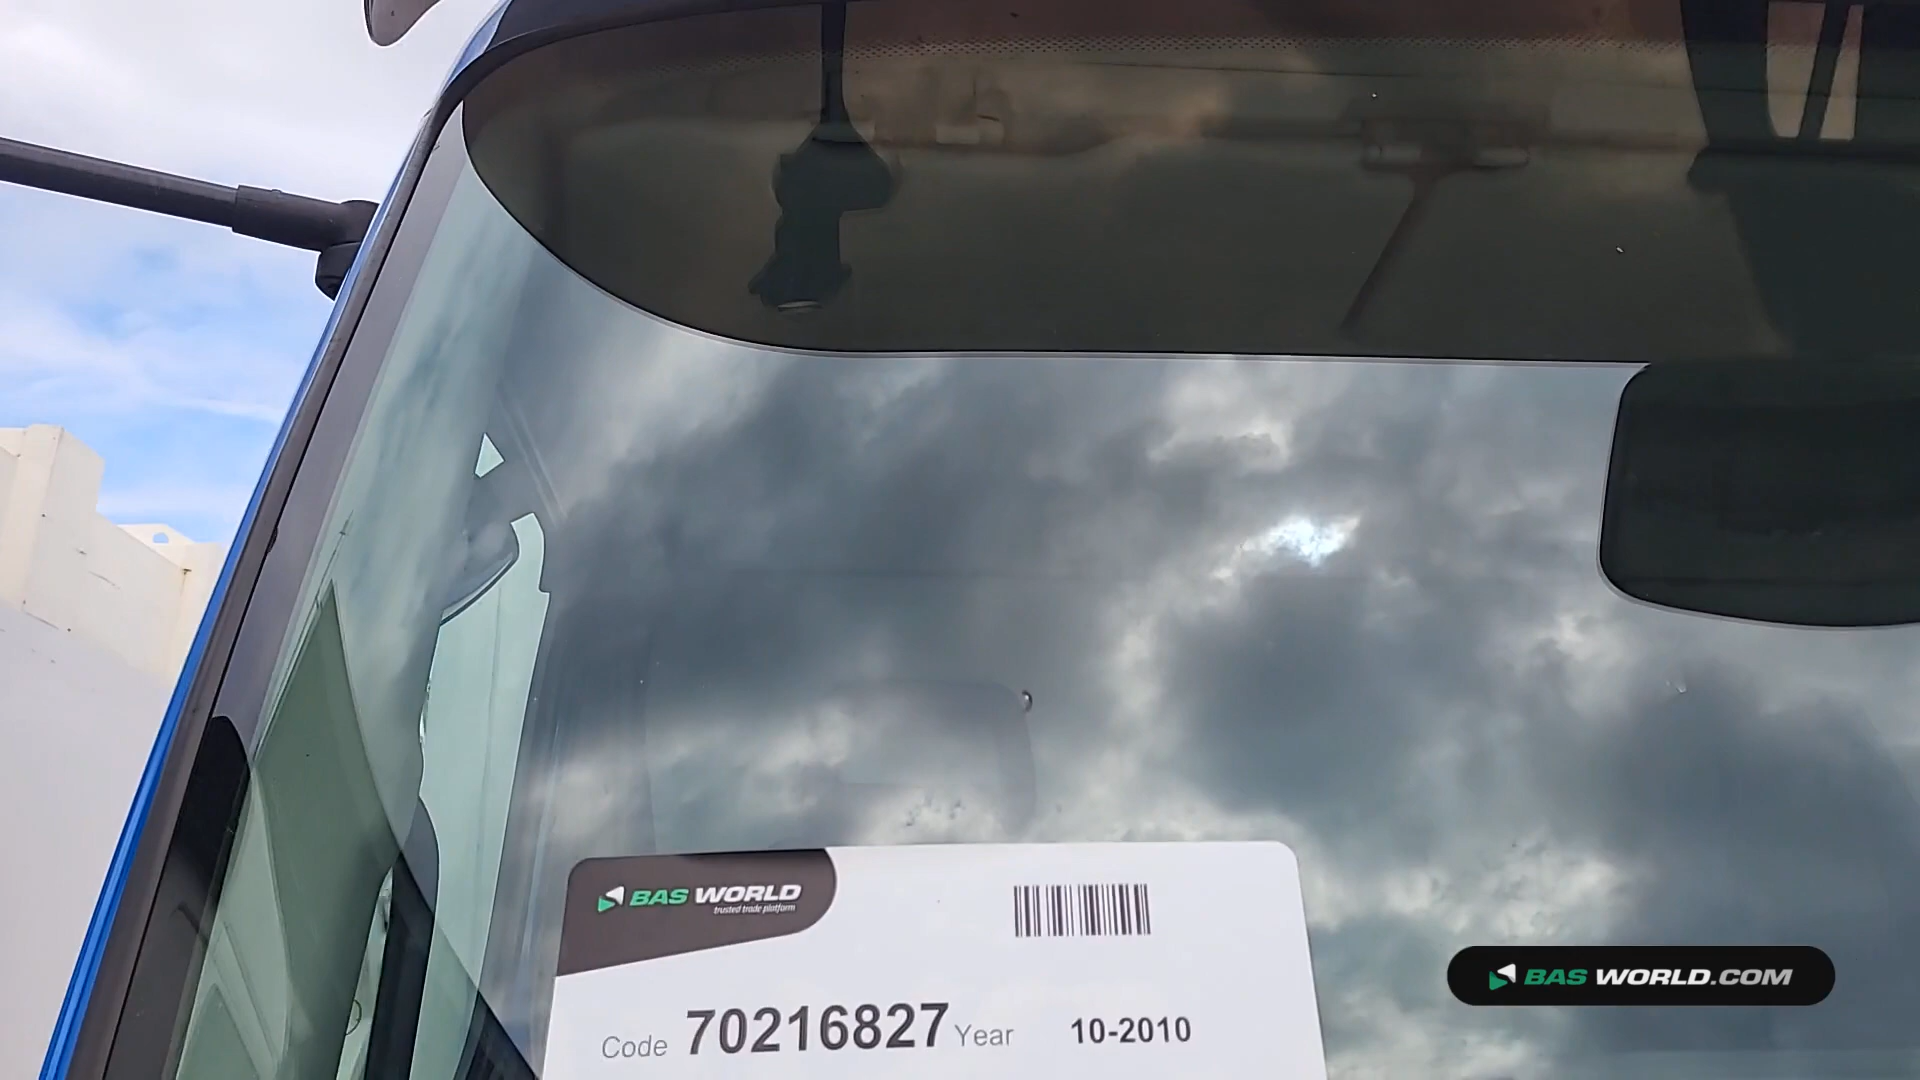 BAS WORLD
trusted trade platform
Code 70216827 Year 10-2010
BAS WORLD.COM